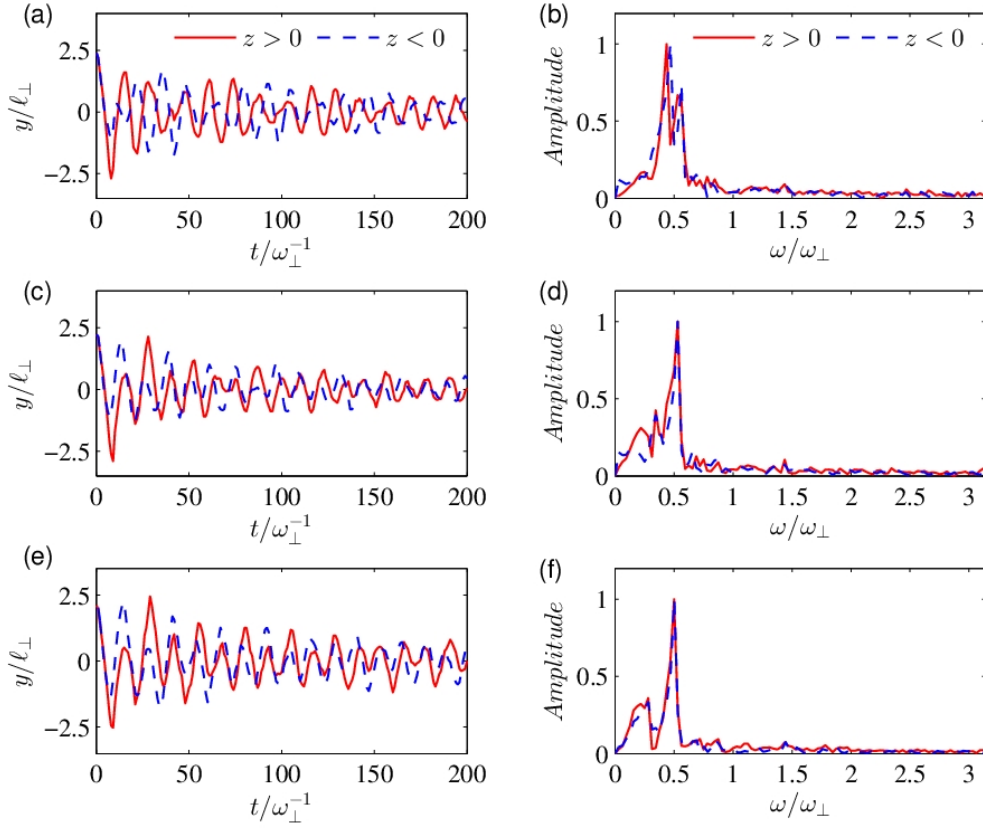 (a)
z > 0  z < 0
2.5
0
−2.5
y/ℓ⊥
0 50 100 150 200
t/ω⊥⁻¹
(b)
z > 0  z < 0
1
0.5
0
Amplitude
0 0.5 1 1.5 2 2.5 3
ω/ω⊥
(c)
2.5
0
−2.5
y/ℓ⊥
0 50 100 150 200
t/ω⊥⁻¹
(d)
1
0.5
0
Amplitude
0 0.5 1 1.5 2 2.5 3
ω/ω⊥
(e)
2.5
0
−2.5
y/ℓ⊥
0 50 100 150 200
t/ω⊥⁻¹
(f)
1
0.5
0
Amplitude
0 0.5 1 1.5 2 2.5 3
ω/ω⊥